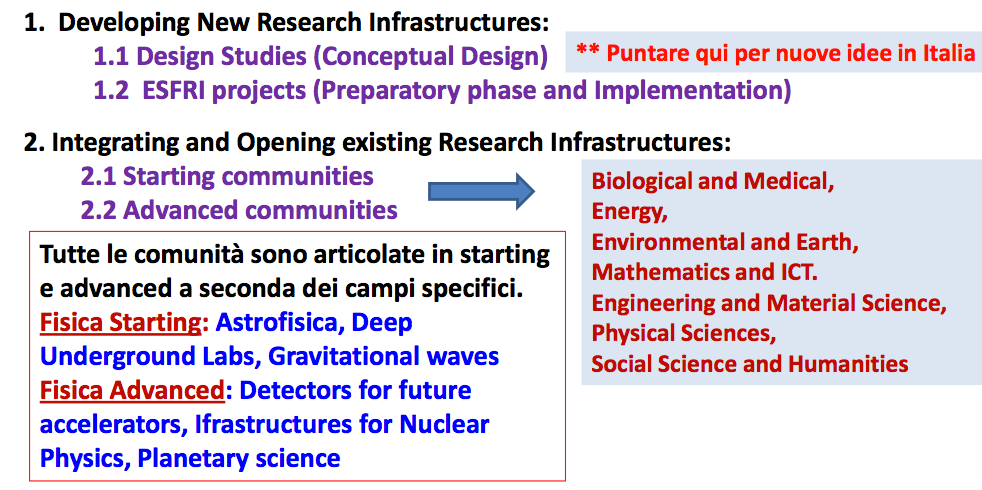 1. Developing New Research Infrastructures:
1.1 Design Studies (Conceptual Design)
** Puntare qui per nuove idee in Italia
1.2 ESFRI projects (Preparatory phase and Implementation)
2. Integrating and Opening existing Research Infrastructures:
2.1 Starting communities
2.2 Advanced communities
Biological and Medical,
Energy,
Environmental and Earth,
Mathematics and ICT.
Engineering and Material Science,
Physical Sciences,
Social Science and Humanities
Tutte le comunità sono articolate in starting
e advanced a seconda dei campi specifici.
Fisica Starting: Astrofisica, Deep
Underground Labs, Gravitational waves
Fisica Advanced: Detectors for future
accelerators, Ifrastructures for Nuclear
Physics, Planetary science